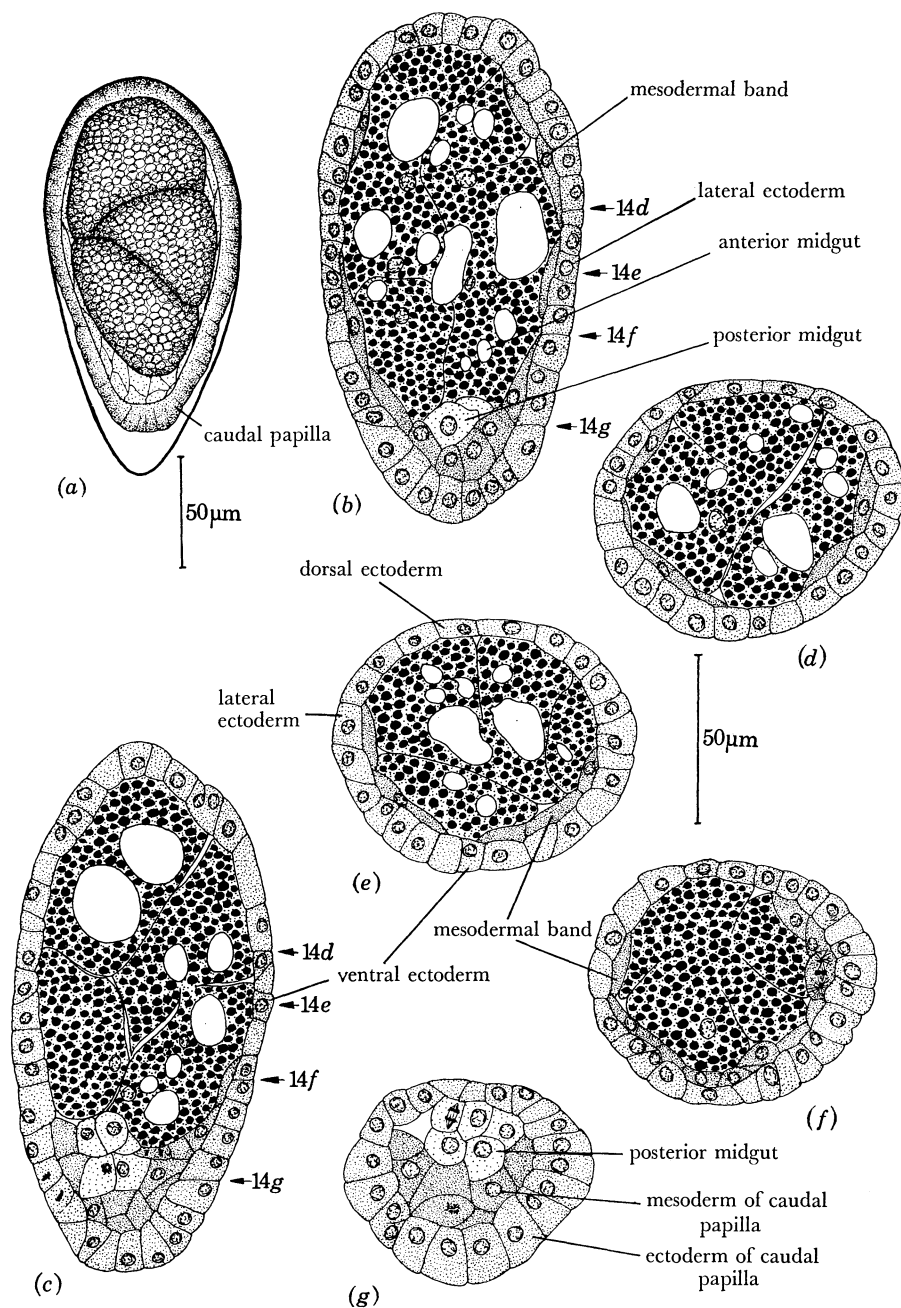 mesodermal band
14d
lateral ectoderm
anterior midgut
14e
14f
posterior midgut
caudal papilla
14g
(a)
50µm
(b)
dorsal ectoderm
(d)
lateral
ectoderm
50µm
(e)
mesodermal band
14d
ventral ectoderm
14e
14f
(f)
posterior midgut
14g
mesoderm of caudal
papilla
ectoderm of caudal
papilla
(c)
(g)